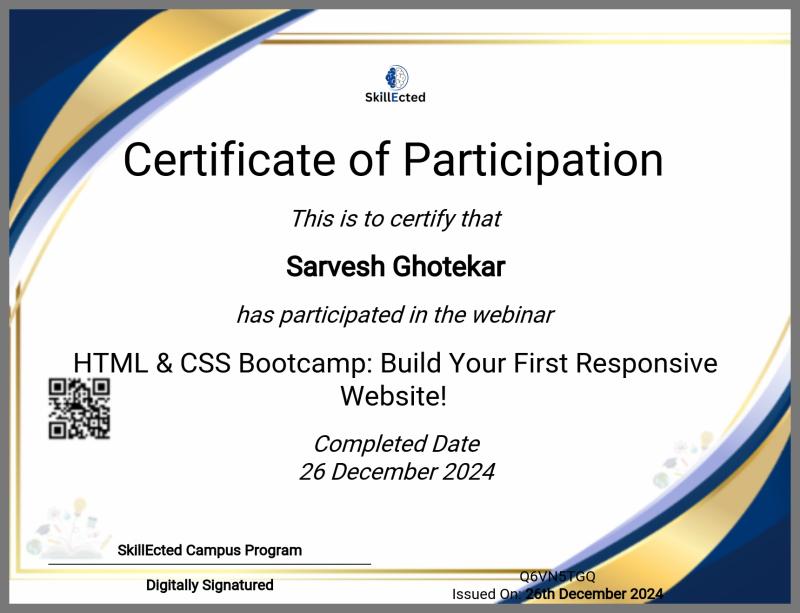 SkillEcted
Certificate of Participation
This is to certify that
Sarvesh Ghotekar
has participated in the webinar
HTML & CSS Bootcamp: Build Your First Responsive
Website!
Completed Date
26 December 2024
SkillEcted Campus Program
Digitally Signatured
Q6VN5TGQ
Issued On: 26th December 2024